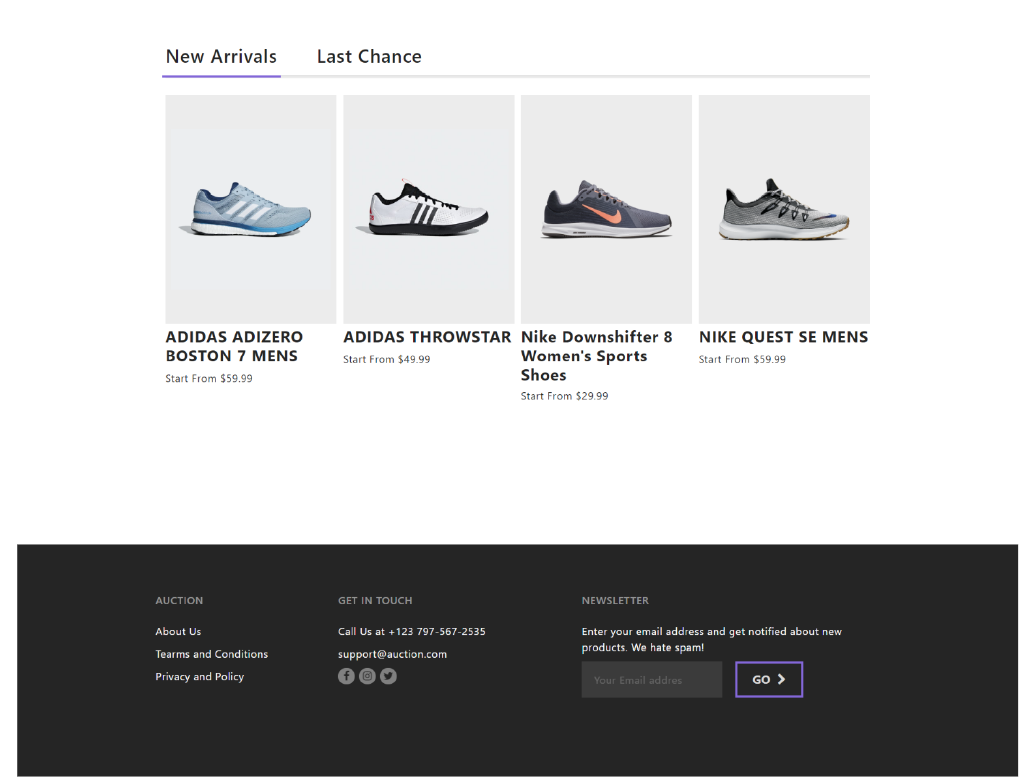 New Arrivals
Last Chance
ADIDAS ADIZERO
BOSTON 7 MENS
Start From $59.99
ADIDAS THROWSTAR
Start From $49.99
Nike Downshifter 8
Women's Sports
Shoes
Start From $29.99
NIKE QUEST SE MENS
Start From $59.99
AUCTION
About Us
Tearms and Conditions
Privacy and Policy
GET IN TOUCH
Call Us at +123 797-567-2535
support@auction.com
NEWSLETTER
Enter your email address and get notified about new
products. We hate spam!
Your Email addres
GO